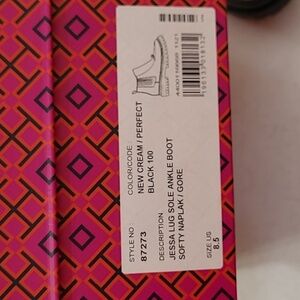 COLOR/CODE
NEW CREAM / PERFECT
BLACK 100
STYLE NO
87273
DESCRIPTION
JESSA LUG SOLE ANKLE BOOT
SOFTY NAPLAK / GORE
SIZE US
8.5